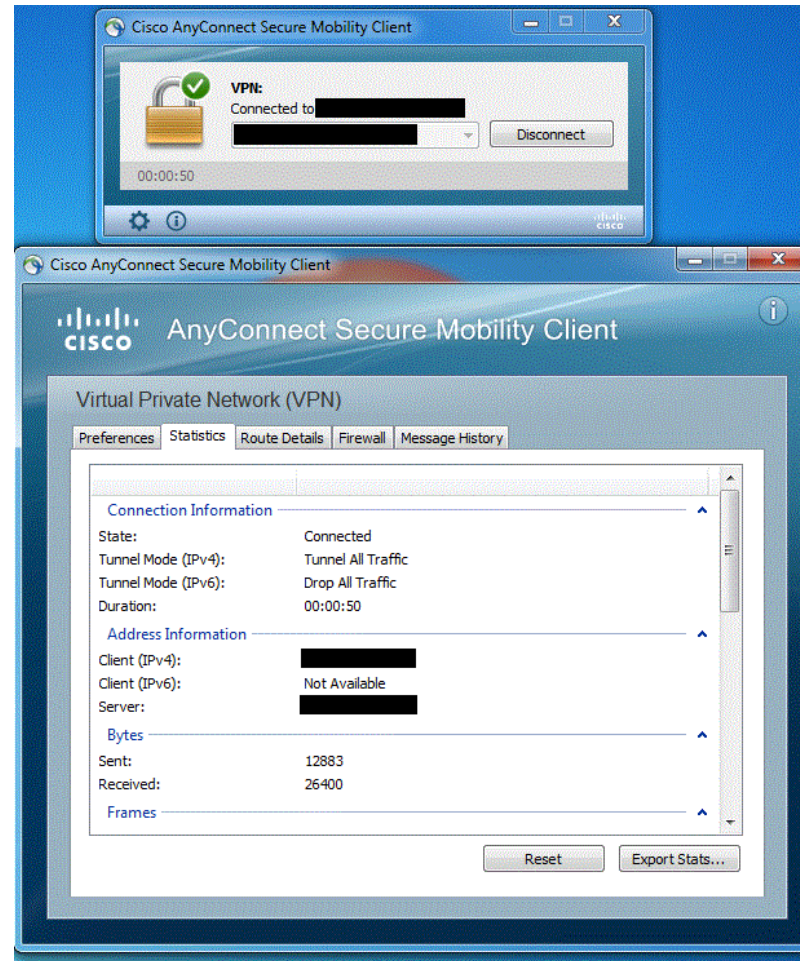 Cisco AnyConnect Secure Mobility Client
VPN:
Connected to
Disconnect
00:00:50
cisco
Cisco AnyConnect Secure Mobility Client
cisco AnyConnect Secure Mobility Client
Virtual Private Network (VPN)
Preferences Statistics Route Details Firewall Message History
Connection Information
State: Connected
Tunnel Mode (IPv4): Tunnel All Traffic
Tunnel Mode (IPv6): Drop All Traffic
Duration: 00:00:50
Address Information
Client (IPv4):
Client (IPv6): Not Available
Server:
Bytes
Sent: 12883
Received: 26400
Frames
Reset Export Stats...